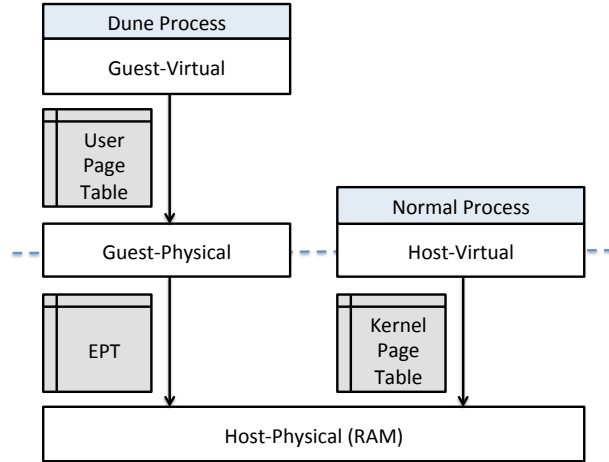 Dune Process
Guest-Virtual
User
Page
Table
Normal Process
Guest-Physical
Host-Virtual
EPT
Kernel
Page
Table
Host-Physical (RAM)